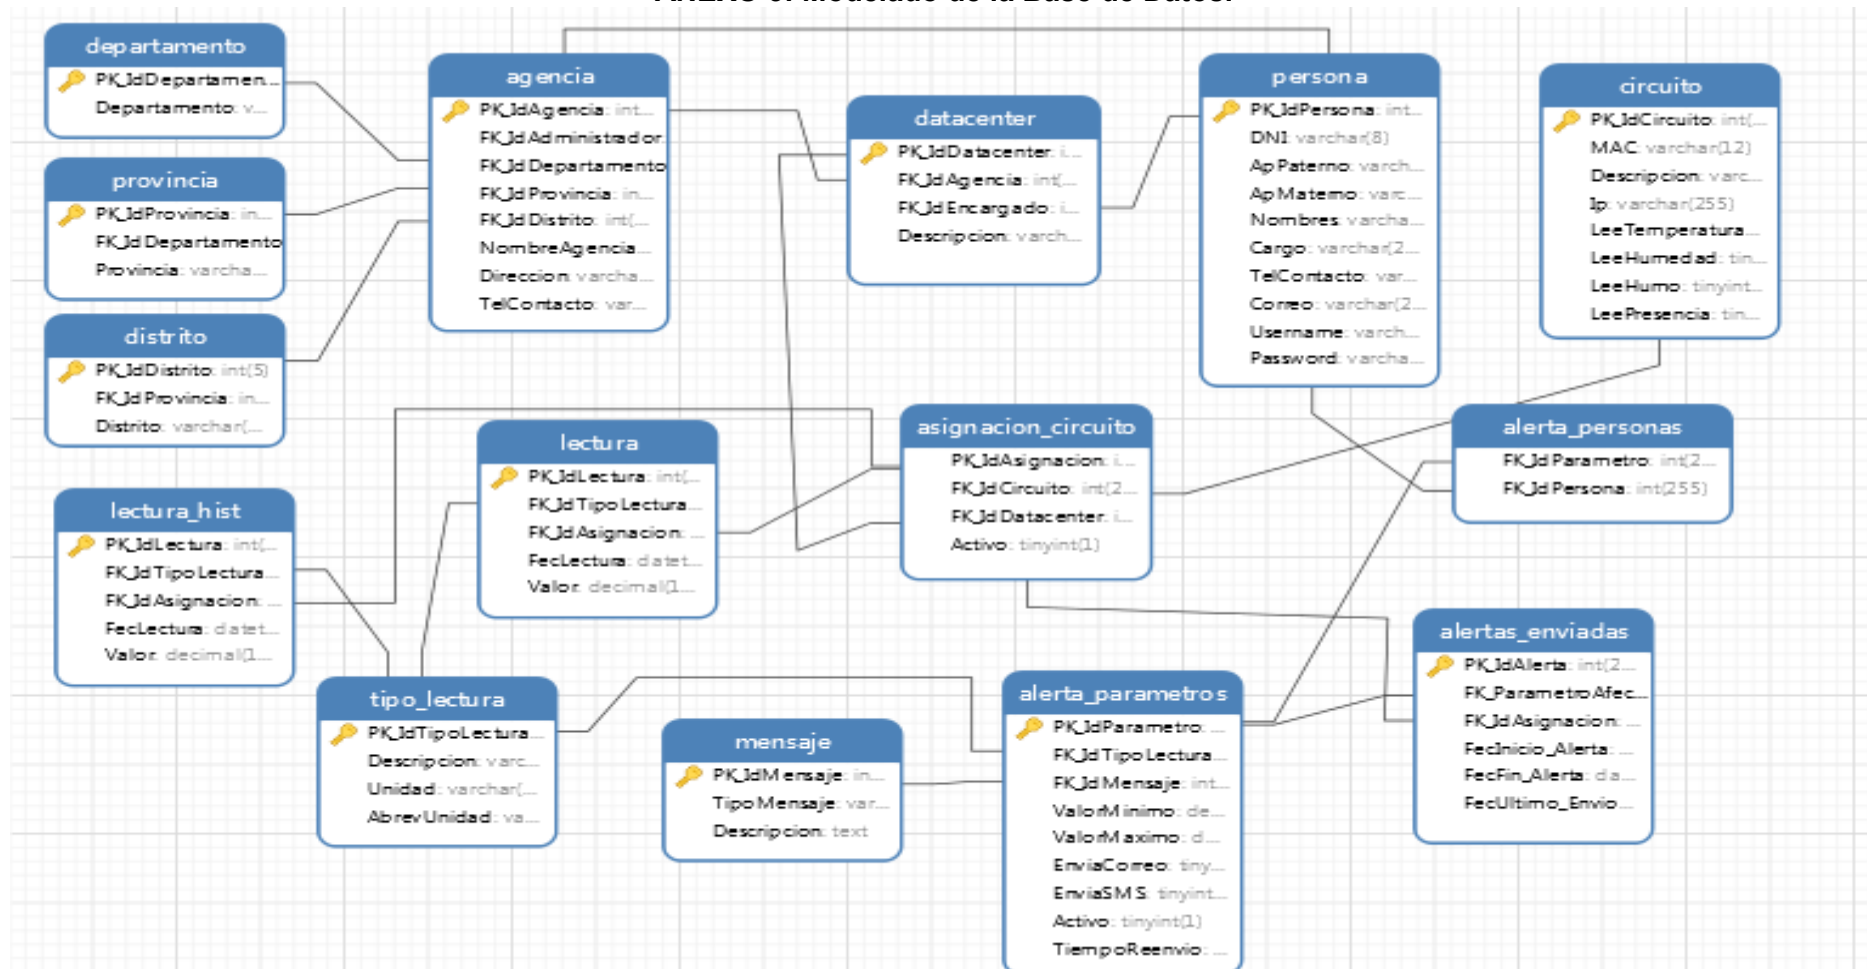 ANEXO 6: Modelado de la Base de Datos.
departamento
PK_IdDepartamen...
Departamento: v...
provincia
PK_IdProvincia: in...
FK_IdDepartamento
Provincia: varcha...
distrito
PK_IdDistrito: int(5)
FK_IdProvincia: in...
Distrito: varchar(...
agencia
PK_IdAgencia: int...
FK_IdAdministrador
FK_IdDepartamento
FK_IdProvincia: in...
FK_IdDistrito: int(...
NombreAgencia...
Direccion: varcha...
TelContacto: var...
datacenter
PK_IdDatacenter: i...
FK_IdAgencia: int(...
FK_IdEncargado: i...
Descripcion: varch...
persona
PK_IdPersona: int...
DNI: varchar(8)
ApPaterno: varch...
ApMaterno: varc...
Nombres: varcha...
Cargo: varchar(2...
TelContacto: var...
Correo: varchar(2...
Username: varch...
Password: varcha...
circuito
PK_IdCircuito: int(...
MAC: varchar(12)
Descripcion: varc...
Ip: varchar(255)
LeeTemperatura...
LeeHumedad: tin...
LeeHumo: tinyint...
LeePresencia: tin...
lectura_hist
PK_IdLectura: int(...
FK_IdTipoLectura...
FK_IdAsignacion: ...
FecLectura: datet...
Valor: decimal(1...
lectura
PK_IdLectura: int(...
FK_IdTipoLectura...
FK_IdAsignacion: ...
FecLectura: datet...
Valor: decimal(1...
asignacion_circuito
PK_IdAsignacion: i...
FK_IdCircuito: int(2...
FK_IdDatacenter: i...
Activo: tinyint(1)
alerta_personas
FK_IdParametro: int(2...
FK_IdPersona: int(255)
tipo_lectura
PK_IdTipoLectura...
Descripcion: varc...
Unidad: varchar(...
AbrevUnidad: va...
mensaje
PK_IdMensaje: in...
TipoMensaje: var...
Descripcion: text
alerta_parametros
PK_IdParametro: ...
FK_IdTipoLectura...
FK_IdMensaje: int...
ValorMinimo: de...
ValorMaximo: d...
EnviaCorreo: tiny...
EnviaSMS: tinyint...
Activo: tinyint(1)
TiempoReenvio: ...
alertas_enviadas
PK_IdAlerta: int(2...
FK_ParametroAfec...
FK_IdAsignacion: ...
FecInicio_Alerta: ...
FecFin_Alerta: da...
FecUltimo_Envio...